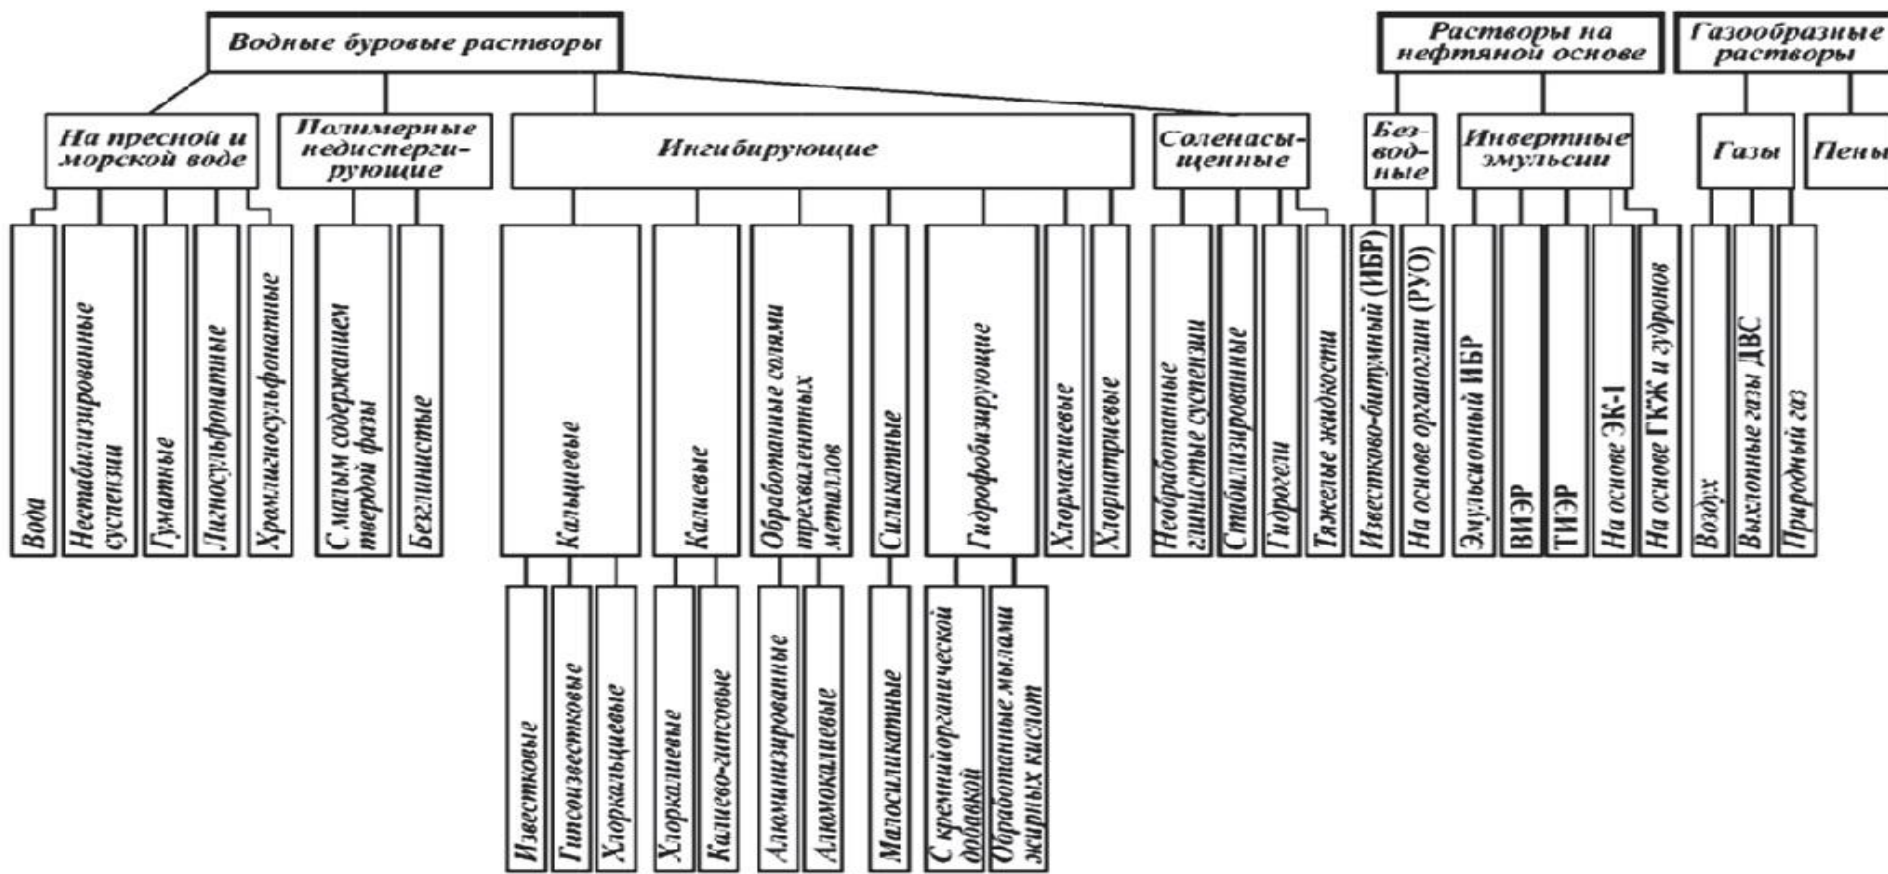 Водные буровые растворы
Растворы на
нефтяной основе
Газообразные
растворы
На пресной и
морской воде
Полимерные
недисперги-
рующие
Ингибирующие
Соленасы-
щенные
Без-
вод-
ные
Инвертные
эмульсии
Газы
Пены
Вода
Нестабилизированные
суспензии
Гуматные
Лигносульфонатные
Хромлигносульфонатные
С малым содержанием
твердой фазы
Безглинистые
Кальциевые
Калиевые
Обработанные солями
трехвалентных
металлов
Силикатные
Гидрофобизирующие
Хлормагниевые
Хлорнатриевые
Необработанные
глинистые суспензии
Стабилизированные
Гидрогели
Тяжелые жидкости
Известково-битумный (ИБР)
На основе органоглин (РУО)
Эмульсионный ИБР
ВИЭР
ТИЭР
На основе ЭК-1
На основе ГКЖ и гудронов
Воздух
Выхлопные газы ДВС
Природный газ
Известковые
Гипсоизвестковые
Хлоркальциевые
Хлоркалиевые
Калиево-гипсовые
Алюминизированные
Алюмокалиевые
Малосиликатные
С кремнийорганической
добавкой
Обработанные мылами
жирных кислот